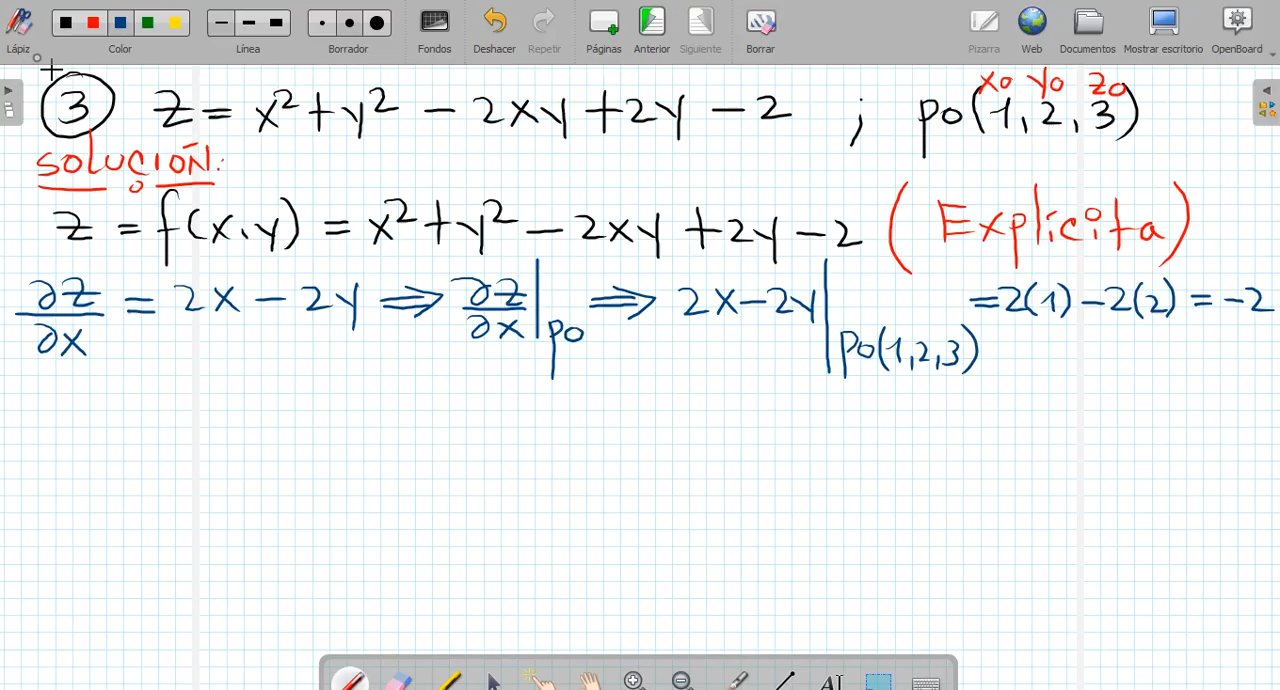 Lápiz Color Línea Borrador Fondos Deshacer Repetir Páginas Anterior Siguiente Borrar Pizarra Web Documentos Mostrar escritorio OpenBoard
xo yo zo
3 z = x² + y² - 2xy + 2y - 2 ; po(1, 2, 3)
SOLUCIÓN:
z = f(x,y) = x² + y² - 2xy + 2y - 2 (Explícita)
∂z/∂x = 2x - 2y ⇒ ∂z/∂x |po ⇒ 2x - 2y |po(1,2,3) = 2(1) - 2(2) = -2